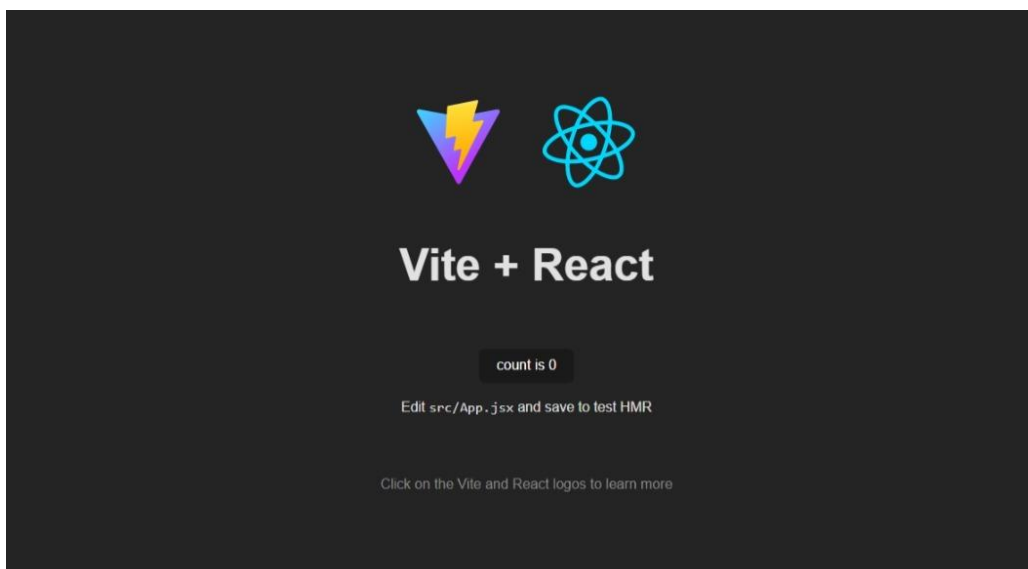 Vite + React
count is 0
Edit src/App.jsx and save to test HMR
Click on the Vite and React logos to learn more